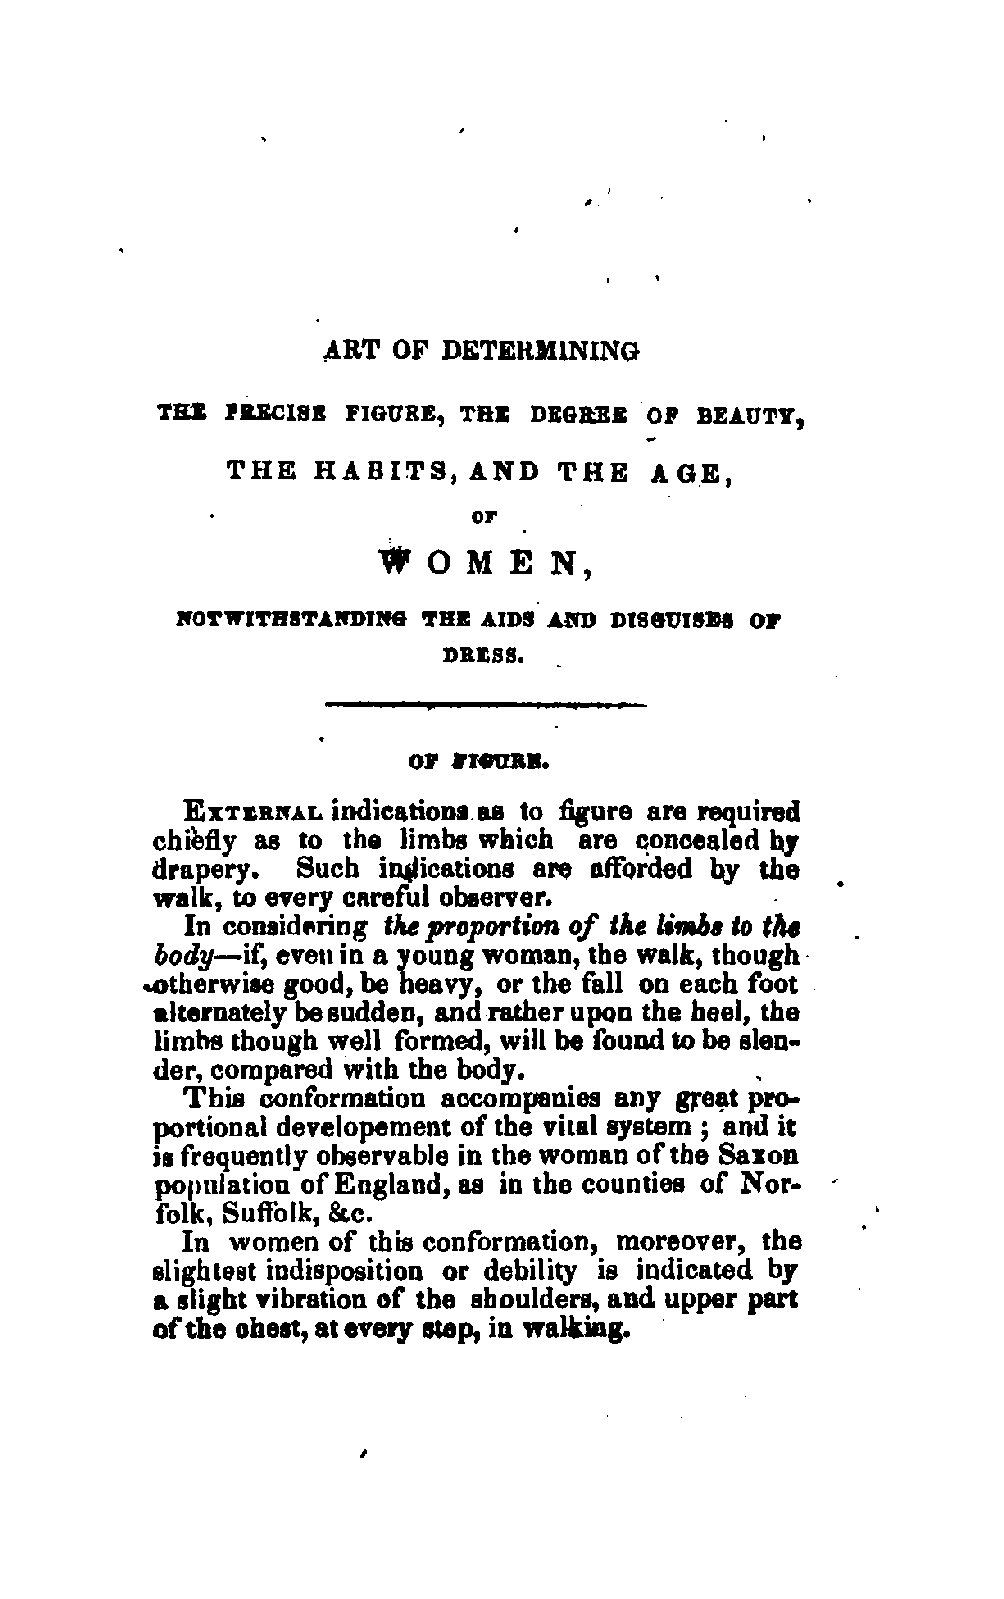 ART OF DETERMINING
THE PRECISE FIGURE, THE DEGREE OF BEAUTY,
THE HABITS, AND THE AGE,
OF
WOMEN,
NOTWITHSTANDING THE AIDS AND DISGUISES OF
DRESS.
OF FIGURE.
EXTERNAL indications as to figure are required
chiefly as to the limbs which are concealed by
drapery. Such indications are afforded by the
walk, to every careful observer.
In considering the proportion of the limbs to the
body—if, even in a young woman, the walk, though
otherwise good, be heavy, or the fall on each foot
alternately be sudden, and rather upon the heel, the
limbs though well formed, will be found to be slen-
der, compared with the body.
This conformation accompanies any great pro-
portional developement of the vital system; and it
is frequently observable in the woman of the Saxon
population of England, as in the counties of Nor-
folk, Suffolk, &c.
In women of this conformation, moreover, the
slightest indisposition or debility is indicated by
a slight vibration of the shoulders, and upper part
of the chest, at every step, in walking.